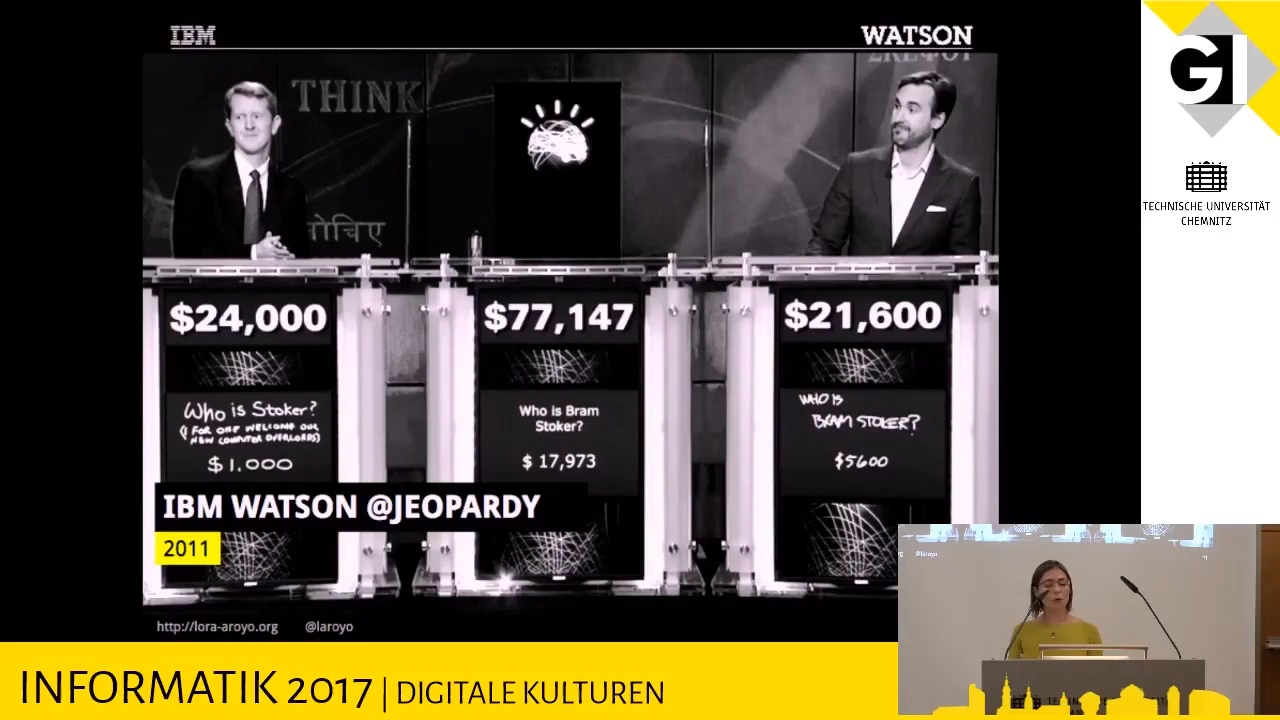 IBM
WATSON
THINK
$24,000
$77,147
$21,600
Who is Stoker?
(I FOR ONE WELCOME OUR
NEW COMPUTER OVERLORDS)
$1,000
Who is Bram
Stoker?
$ 17,973
WHO IS
BRAM STOKER?
$5600
IBM WATSON @JEOPARDY
2011
http://lora-aroyo.org @laroyo
INFORMATIK 2017 | DIGITALE KULTUREN
GI
TECHNISCHE UNIVERSITÄT
CHEMNITZ
@laroyo